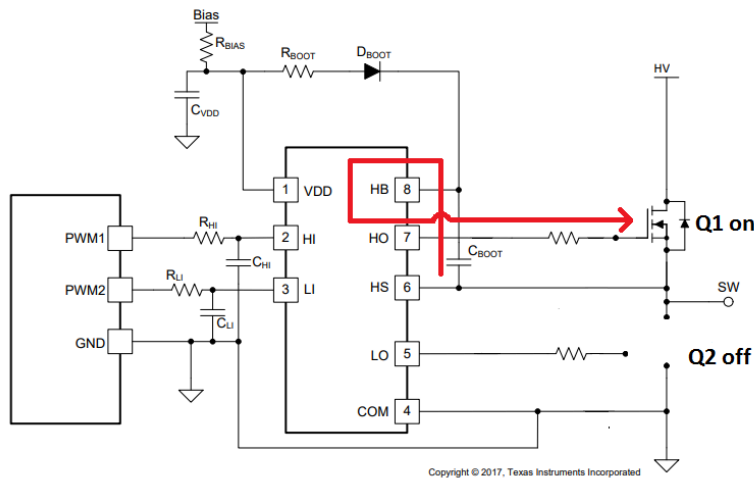 Bias
RBIAS
RBOOT
DBOOT
CVDD
HV
1
VDD
HB
8
Q1 on
PWM1
RHI
2
HI
HO
7
CHI
CBOOT
PWM2
RLI
3
LI
HS
6
SW
CLI
GND
LO
5
Q2 off
COM
4
Copyright © 2017, Texas Instruments Incorporated